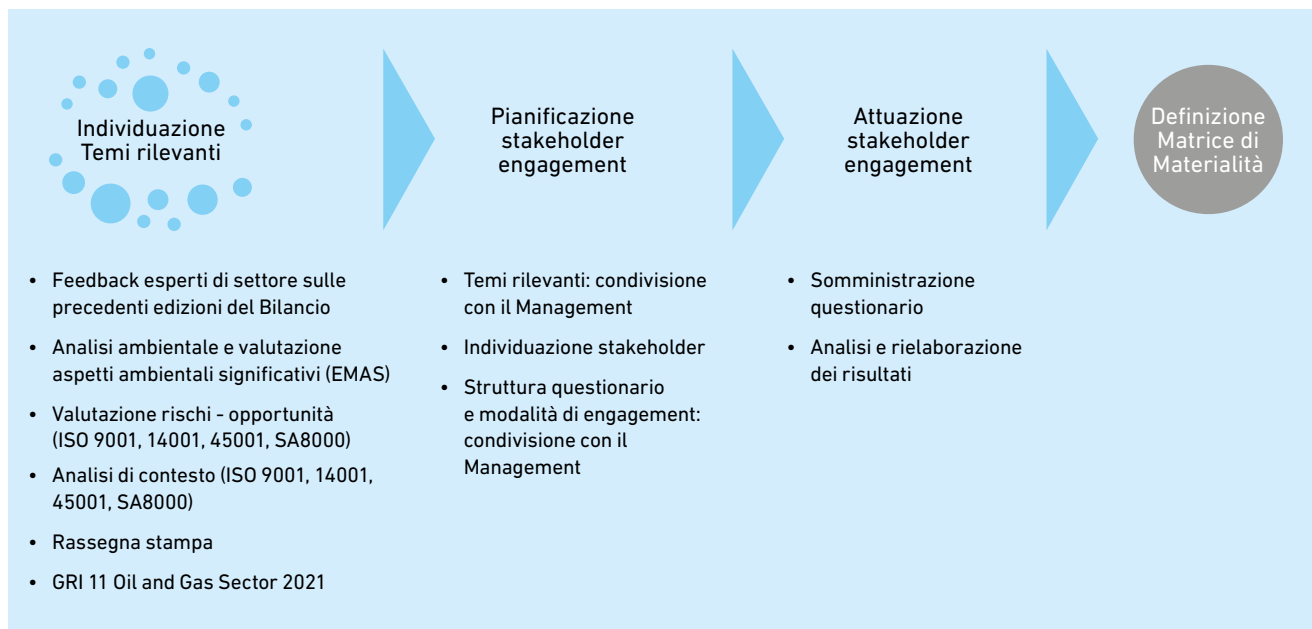 Individuazione
Temi rilevanti
Pianificazione
stakeholder
engagement
Attuazione
stakeholder
engagement
Definizione
Matrice di
Materialità
• Feedback esperti di settore sulle
precedenti edizioni del Bilancio
• Analisi ambientale e valutazione
aspetti ambientali significativi (EMAS)
• Valutazione rischi - opportunità
(ISO 9001, 14001, 45001, SA8000)
• Analisi di contesto (ISO 9001, 14001,
45001, SA8000)
• Rassegna stampa
• GRI 11 Oil and Gas Sector 2021
• Temi rilevanti: condivisione
con il Management
• Individuazione stakeholder
• Struttura questionario
e modalità di engagement:
condivisione con il
Management
• Somministrazione
questionario
• Analisi e rielaborazione
dei risultati